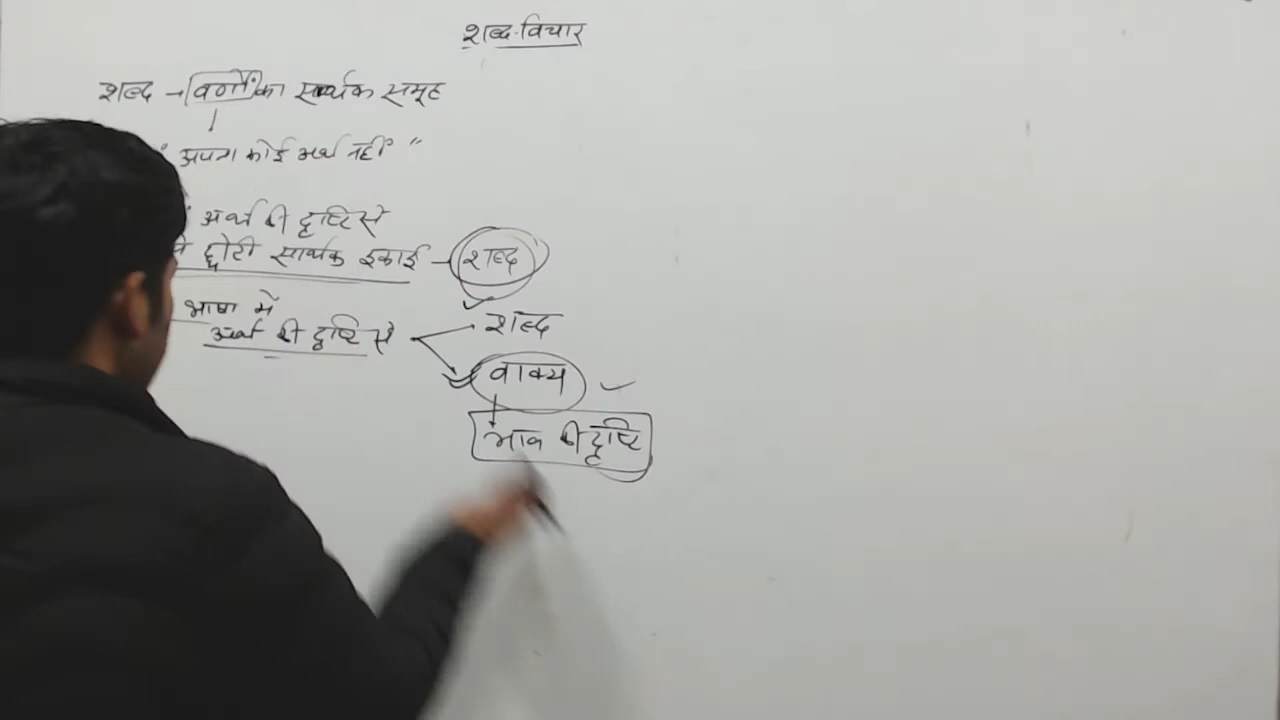 शब्द-विचार
शब्द → वर्णों का सार्थक समूह
अपना कोई अर्थ नहीं "
अर्थ की दृष्टि से
छोटी सार्थक इकाई - शब्द
भाषा में
अर्थ की दृष्टि से
शब्द
वाक्य
भाव की दृष्टि